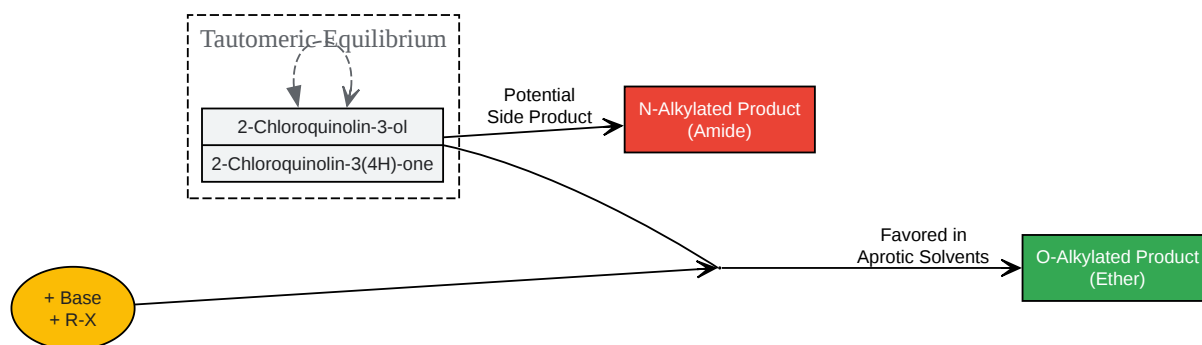 Tautomeric Equilibrium
2-Chloroquinolin-3-ol
2-Chloroquinolin-3(4H)-one
Potential
Side Product
N-Alkylated Product
(Amide)
+ Base
+ R-X
Favored in
Aprotic Solvents
O-Alkylated Product
(Ether)